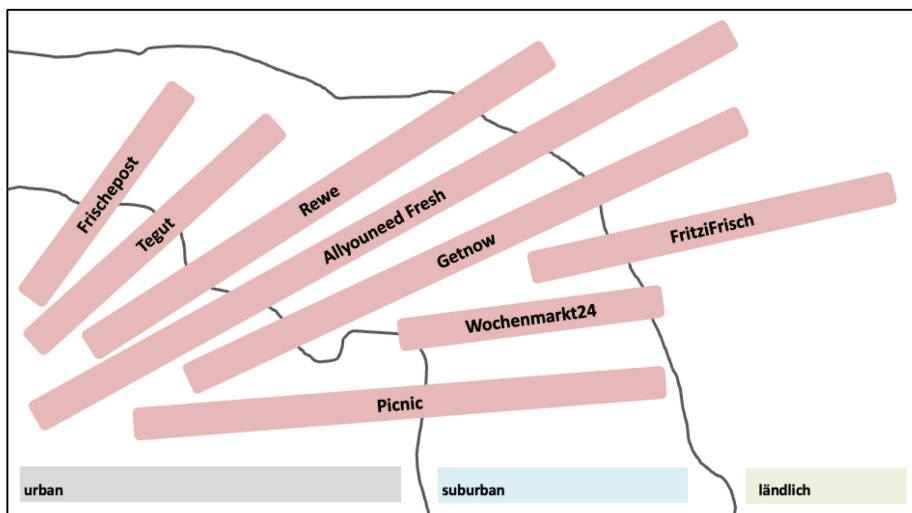 Frischepost
Tegut
Rewe
Allyouneed Fresh
Getnow
FritziFrisch
Wochenmarkt24
Picnic
urban
suburban
ländlich